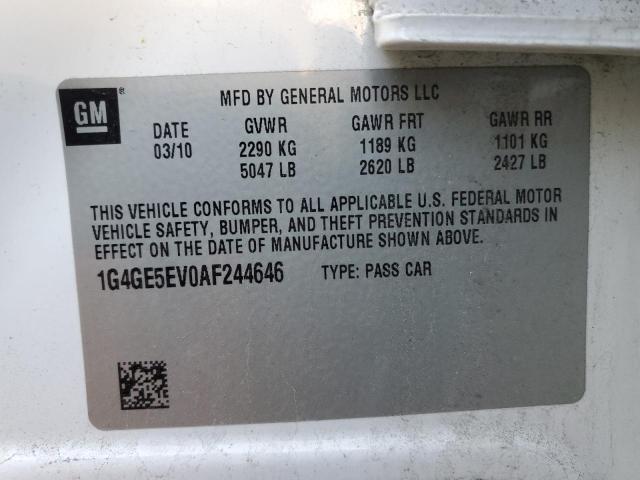 GM ®
MFD BY GENERAL MOTORS LLC
DATE GVWR GAWR FRT GAWR RR
03/10 2290 KG 1189 KG 1101 KG
5047 LB 2620 LB 2427 LB
THIS VEHICLE CONFORMS TO ALL APPLICABLE U.S. FEDERAL MOTOR
VEHICLE SAFETY, BUMPER, AND THEFT PREVENTION STANDARDS IN
EFFECT ON THE DATE OF MANUFACTURE SHOWN ABOVE.
1G4GE5EV0AF244646 TYPE: PASS CAR